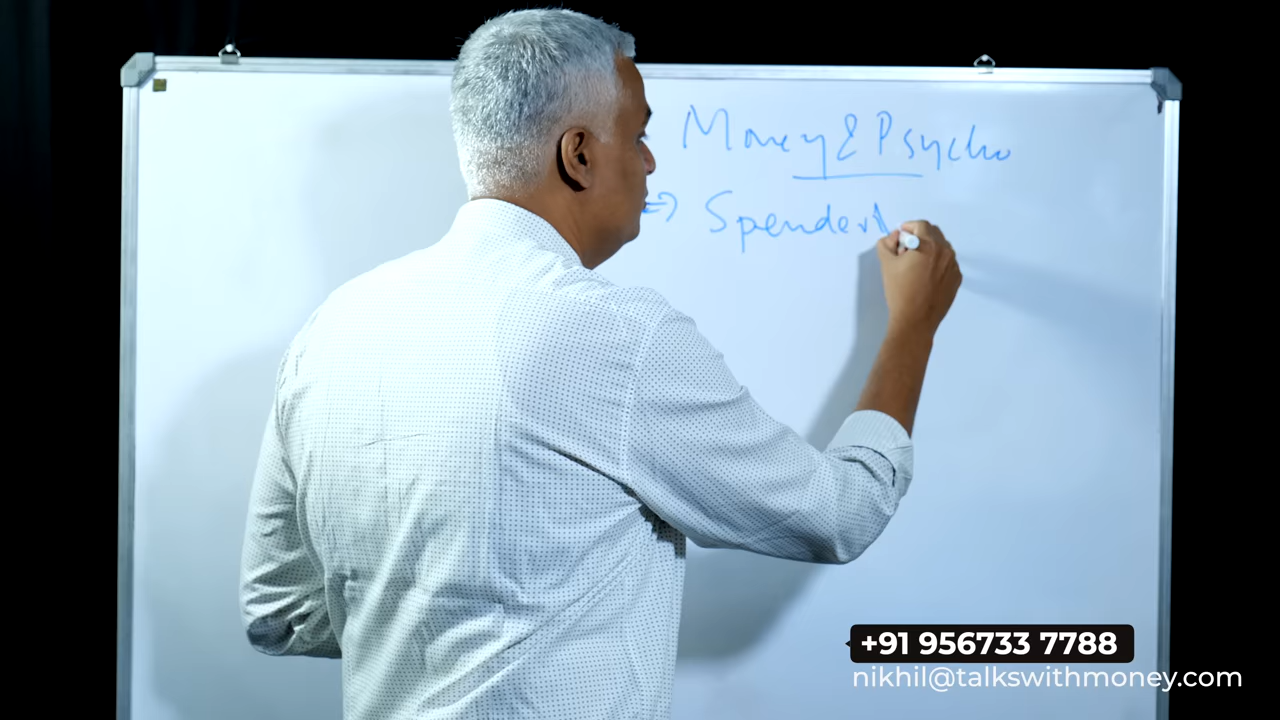 Money & Psycho
⇒ Spender
+91 956733 7788
nikhil@talkswithmoney.com